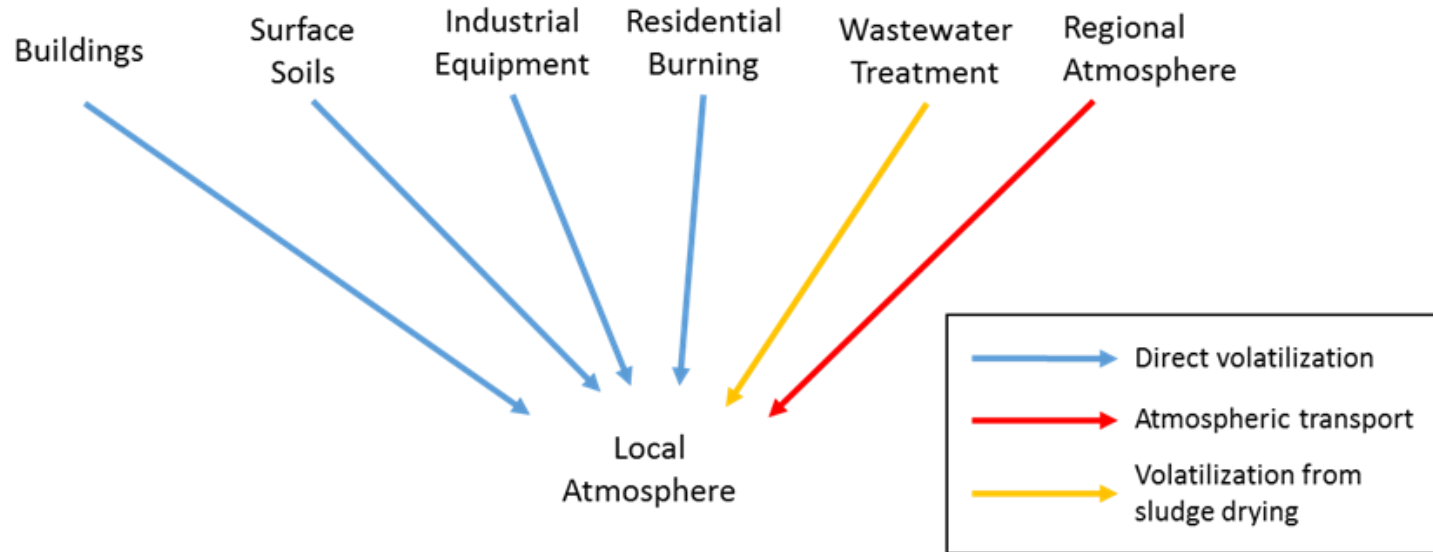 Buildings
Surface
Soils
Industrial
Equipment
Residential
Burning
Wastewater
Treatment
Regional
Atmosphere
Local
Atmosphere
Direct volatilization
Atmospheric transport
Volatilization from
sludge drying